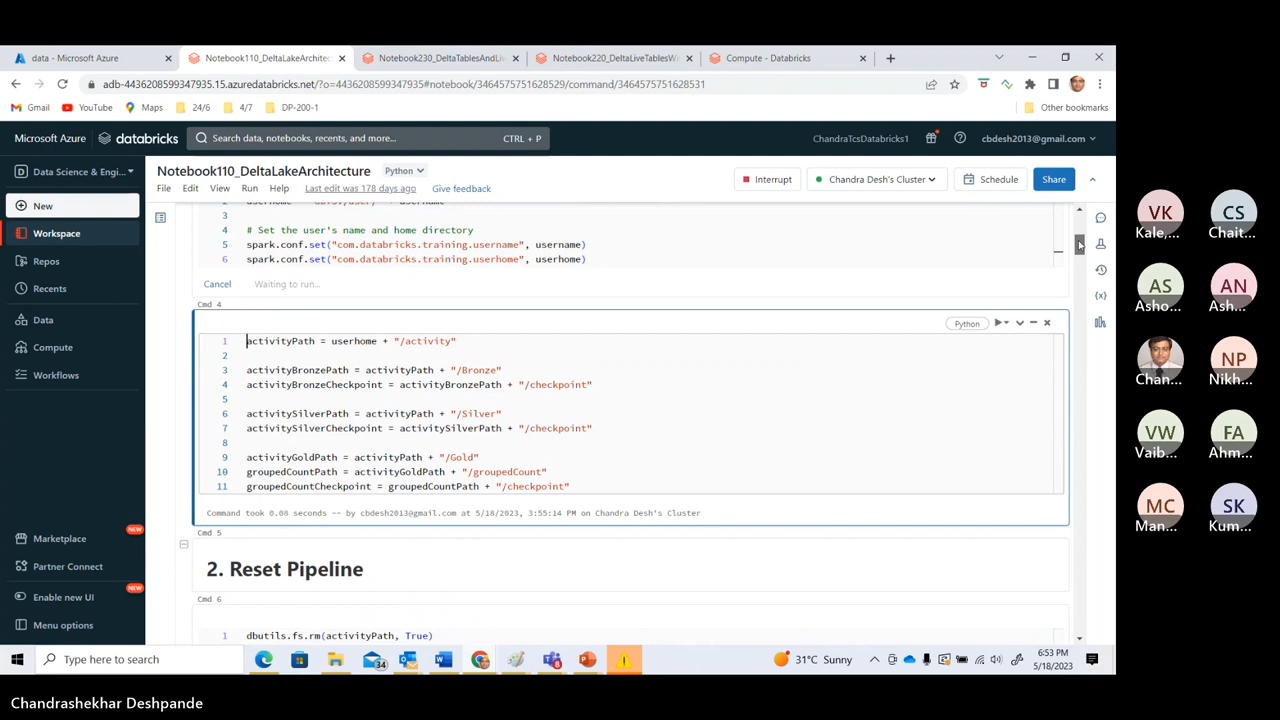 data - Microsoft Azure
Notebook110_DeltaLakeArchitec
Notebook230_DeltaTablesAndLiv
Notebook220_DeltaLiveTablesWi
Compute - Databricks
adb-4436208599347935.15.azuredatabricks.net/?o=4436208599347935#notebook/3464575751628529/command/3464575751628531
Gmail
YouTube
Maps
24/6
4/7
DP-200-1
Other bookmarks
Microsoft Azure
databricks
Search data, notebooks, recents, and more...
CTRL + P
ChandraTcsDatabricks1
cbdesh2013@gmail.com
D
Data Science & Engi...
New
Workspace
Repos
Recents
Data
Compute
Workflows
Marketplace
NEW
Partner Connect
Enable new UI
NEW
Menu options
Notebook110_DeltaLakeArchitecture
Python
File
Edit
View
Run
Help
Last edit was 178 days ago
Give feedback
Interrupt
Chandra Desh's Cluster
Schedule
Share
3
4 # Set the user's name and home directory
5 spark.conf.set("com.databricks.training.username", username)
6 spark.conf.set("com.databricks.training.userhome", userhome)
Cancel
Waiting to run...
Cmd 4
Python
1 activityPath = userhome + "/activity"
2
3 activityBronzePath = activityPath + "/Bronze"
4 activityBronzeCheckpoint = activityBronzePath + "/checkpoint"
5
6 activitySilverPath = activityPath + "/Silver"
7 activitySilverCheckpoint = activitySilverPath + "/checkpoint"
8
9 activityGoldPath = activityPath + "/Gold"
10 groupedCountPath = activityGoldPath + "/groupedCount"
11 groupedCountCheckpoint = groupedCountPath + "/checkpoint"
Command took 0.08 seconds -- by cbdesh2013@gmail.com at 5/18/2023, 3:55:14 PM on Chandra Desh's Cluster
Cmd 5
2. Reset Pipeline
Cmd 6
1 dbutils.fs.rm(activityPath, True)
Type here to search
34
8
31°C Sunny
6:53 PM
5/18/2023
VK
Kale,...
CS
Chait...
AS
Asho...
AN
Ash...
Chan...
NP
Nikh...
VW
Vaib...
FA
Ahm...
MC
Man...
SK
Kum...
Chandrashekhar Deshpande